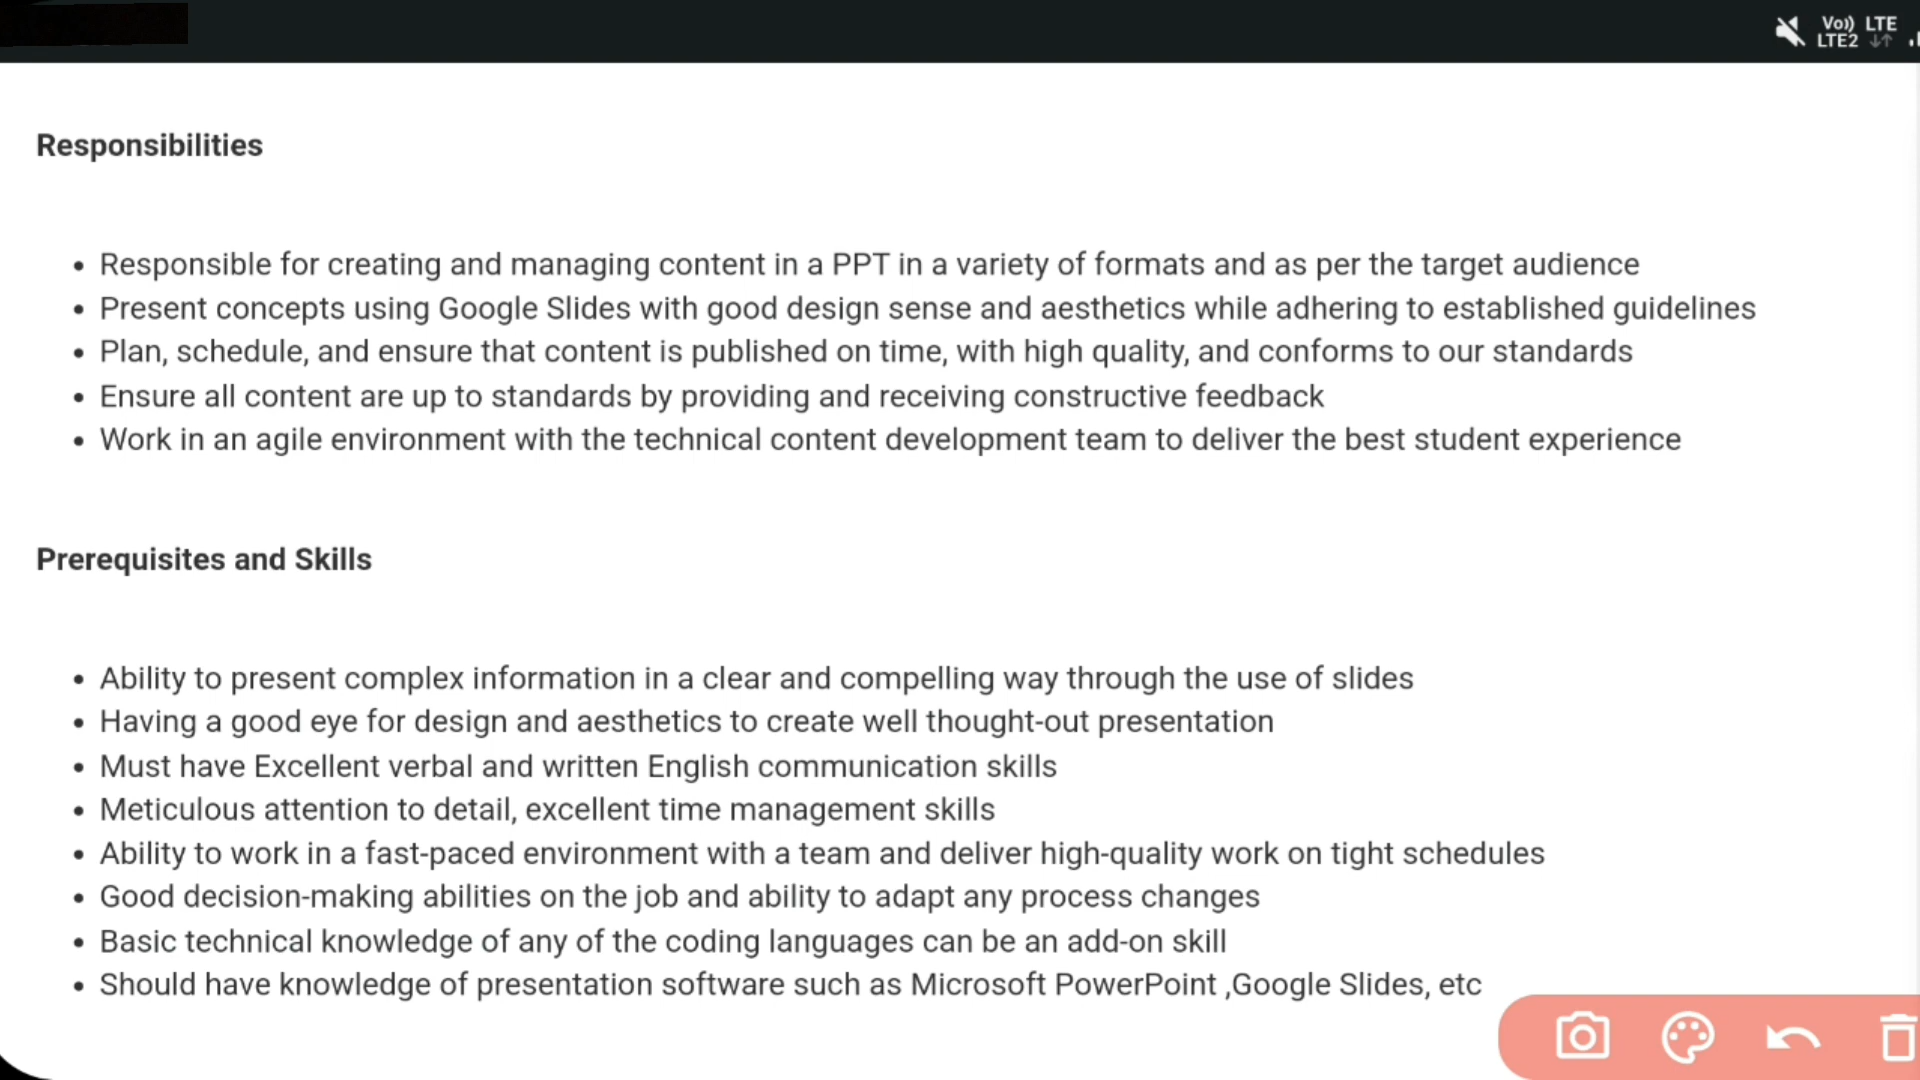 Vo)) LTE
LTE2
Responsibilities
• Responsible for creating and managing content in a PPT in a variety of formats and as per the target audience
• Present concepts using Google Slides with good design sense and aesthetics while adhering to established guidelines
• Plan, schedule, and ensure that content is published on time, with high quality, and conforms to our standards
• Ensure all content are up to standards by providing and receiving constructive feedback
• Work in an agile environment with the technical content development team to deliver the best student experience
Prerequisites and Skills
• Ability to present complex information in a clear and compelling way through the use of slides
• Having a good eye for design and aesthetics to create well thought-out presentation
• Must have Excellent verbal and written English communication skills
• Meticulous attention to detail, excellent time management skills
• Ability to work in a fast-paced environment with a team and deliver high-quality work on tight schedules
• Good decision-making abilities on the job and ability to adapt any process changes
• Basic technical knowledge of any of the coding languages can be an add-on skill
• Should have knowledge of presentation software such as Microsoft PowerPoint ,Google Slides, etc